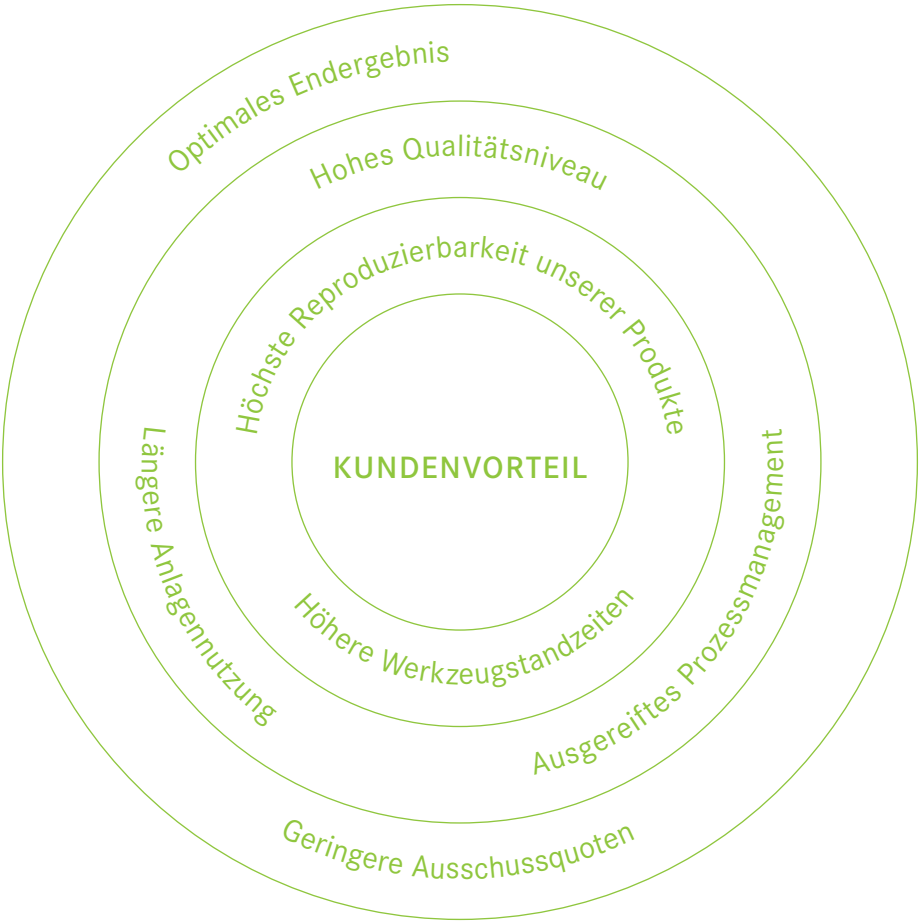 Optimales Endergebnis
Hohes Qualitätsniveau
Höchste Reproduzierbarkeit unserer Produkte
KUNDENVORTEIL
Längere Anlagennutzung
Ausgereiftes Prozessmanagement
Höhere Werkzeugstandzeiten
Geringere Ausschussquoten